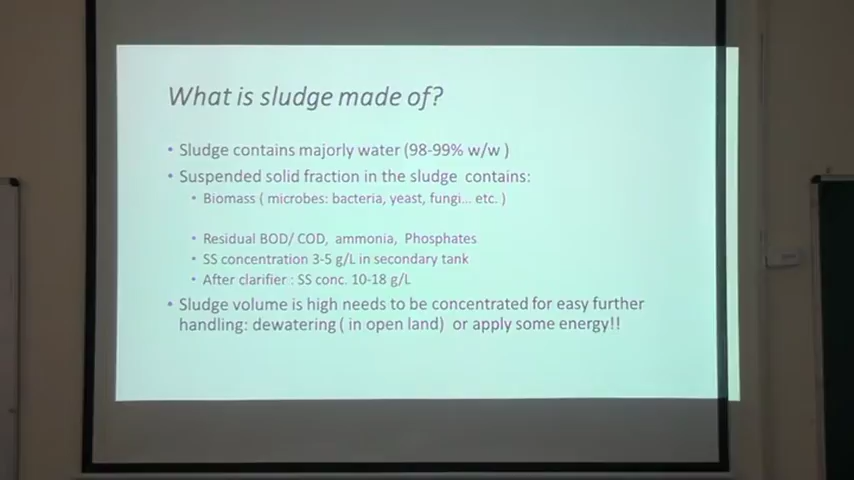 What is sludge made of?
• Sludge contains majorly water (98-99% w/w )
• Suspended solid fraction in the sludge contains:
• Biomass ( microbes: bacteria, yeast, fungi... etc. )
• Residual BOD/ COD, ammonia, Phosphates
• SS concentration 3-5 g/L in secondary tank
• After clarifier : SS conc. 10-18 g/L
• Sludge volume is high needs to be concentrated for easy further
handling: dewatering ( in open land) or apply some energy!!